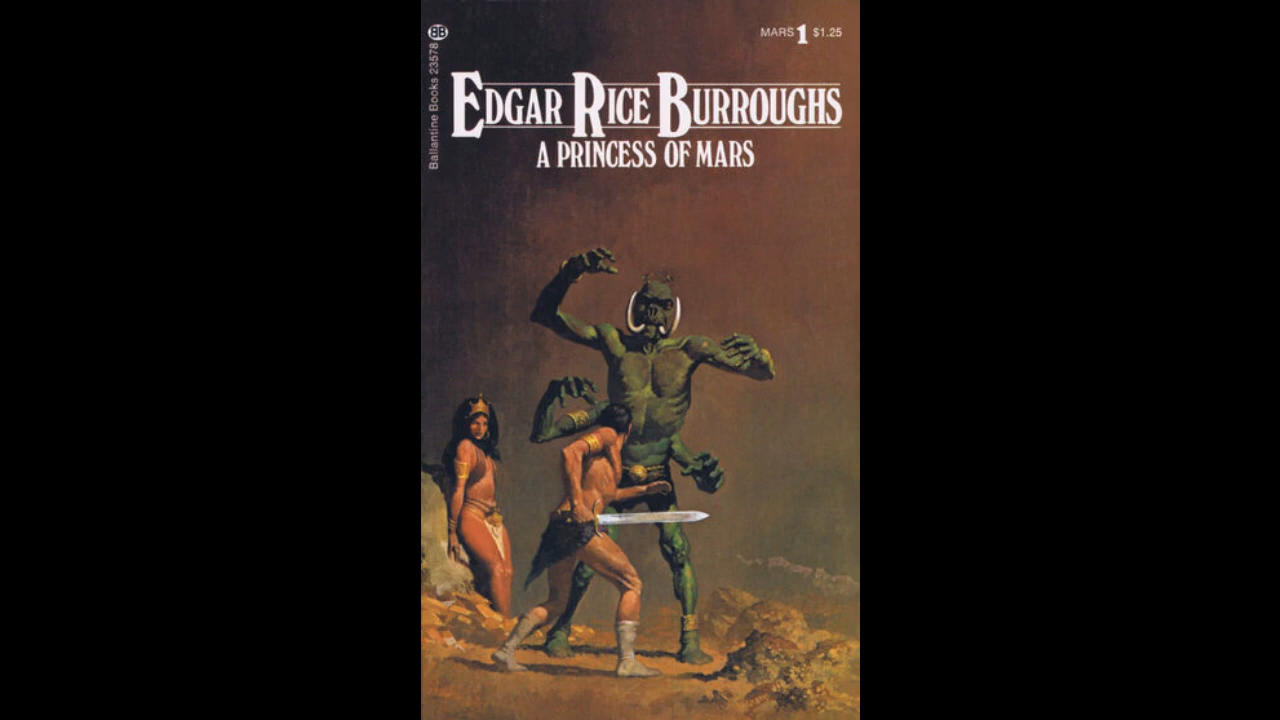 BB
MARS 1 $1.25
Ballantine Books 23578
EDGAR RICE BURROUGHS
A PRINCESS OF MARS